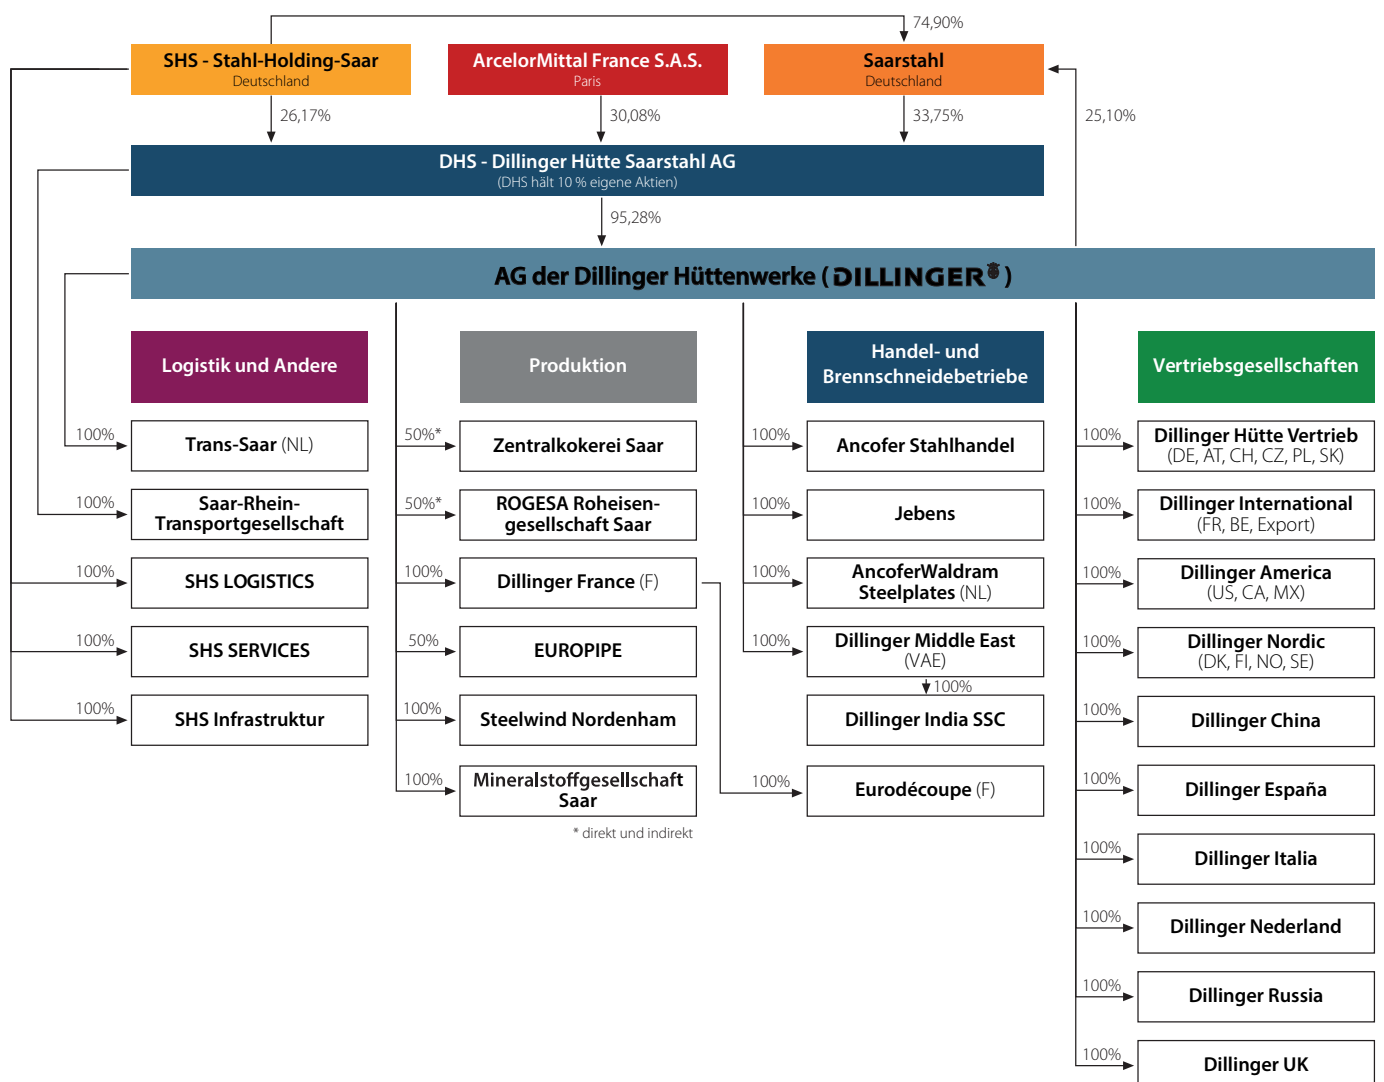 74,90%
SHS - Stahl-Holding-Saar
Deutschland
ArcelorMittal France S.A.S.
Paris
Saarstahl
Deutschland
26,17%
30,08%
33,75%
25,10%
DHS - Dillinger Hütte Saarstahl AG
(DHS hält 10 % eigene Aktien)
95,28%
AG der Dillinger Hüttenwerke ( DILLINGER )
Logistik und Andere
Produktion
Handel- und
Brennschneidebetriebe
Vertriebsgesellschaften
100%
Trans-Saar (NL)
100%
Saar-Rhein-
Transportgesellschaft
100%
SHS LOGISTICS
100%
SHS SERVICES
100%
SHS Infrastruktur
50%*
Zentralkokerei Saar
50%*
ROGESA Roheisen-
gesellschaft Saar
100%
Dillinger France (F)
50%
EUROPIPE
100%
Steelwind Nordenham
100%
Mineralstoffgesellschaft
Saar
* direkt und indirekt
100%
Ancofer Stahlhandel
100%
Jebens
100%
AncoferWaldram
Steelplates (NL)
100%
Dillinger Middle East
(VAE)
100%
Dillinger India SSC
100%
Eurodécoupe (F)
100%
Dillinger Hütte Vertrieb
(DE, AT, CH, CZ, PL, SK)
100%
Dillinger International
(FR, BE, Export)
100%
Dillinger America
(US, CA, MX)
100%
Dillinger Nordic
(DK, FI, NO, SE)
100%
Dillinger China
100%
Dillinger España
100%
Dillinger Italia
100%
Dillinger Nederland
100%
Dillinger Russia
100%
Dillinger UK